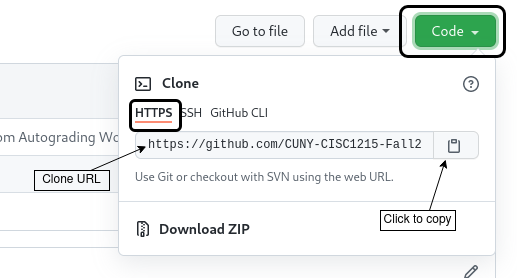 Go to file
Add file
Code
Clone
HTTPS
SSH
GitHub CLI
om Autograding Wo
https://github.com/CUNY-CISC1215-Fall2
Clone URL
Use Git or checkout with SVN using the web URL.
Click to copy
Download ZIP